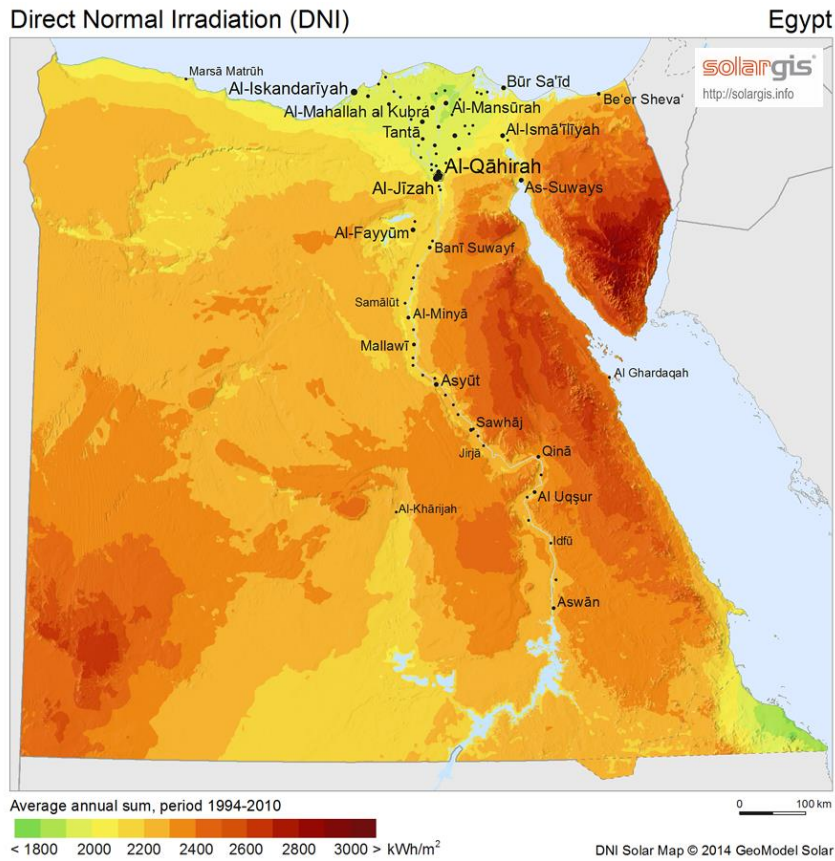 Direct Normal Irradiation (DNI)
Egypt
solargis
http://solargis.info
Marsā Matrūh
Al-Iskandarīyah
Būr Sa'īd
Be'er Sheva'
Al-Mahallah al Kubrá
Al-Mansūrah
Tantā
Al-Ismā'īlīyah
Al-Qāhirah
Al-Jīzah
As-Suways
Al-Fayyūm
Banī Suwayf
Samālūt
Al-Minyā
Mallawī
Al Ghardaqah
Asyūt
Sawhāj
Jirjā
Qinā
Al Uqşur
Al-Khārijah
Idfū
Aswān
Average annual sum, period 1994-2010
0 100 km
< 1800 2000 2200 2400 2600 2800 3000 > kWh/m²
DNI Solar Map © 2014 GeoModel Solar